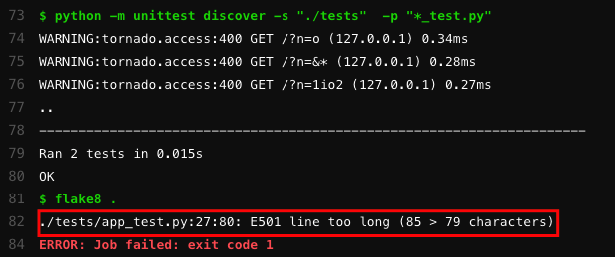 73 $ python -m unittest discover -s "./tests"  -p "*_test.py"
74 WARNING:tornado.access:400 GET /?n=o (127.0.0.1) 0.34ms
75 WARNING:tornado.access:400 GET /?n=&* (127.0.0.1) 0.28ms
76 WARNING:tornado.access:400 GET /?n=1io2 (127.0.0.1) 0.27ms
77 ..
78 ----------------------------------------------------------------------
79 Ran 2 tests in 0.015s
80 OK
81 $ flake8 .
82 ./tests/app_test.py:27:80: E501 line too long (85 > 79 characters)
84 ERROR: Job failed: exit code 1